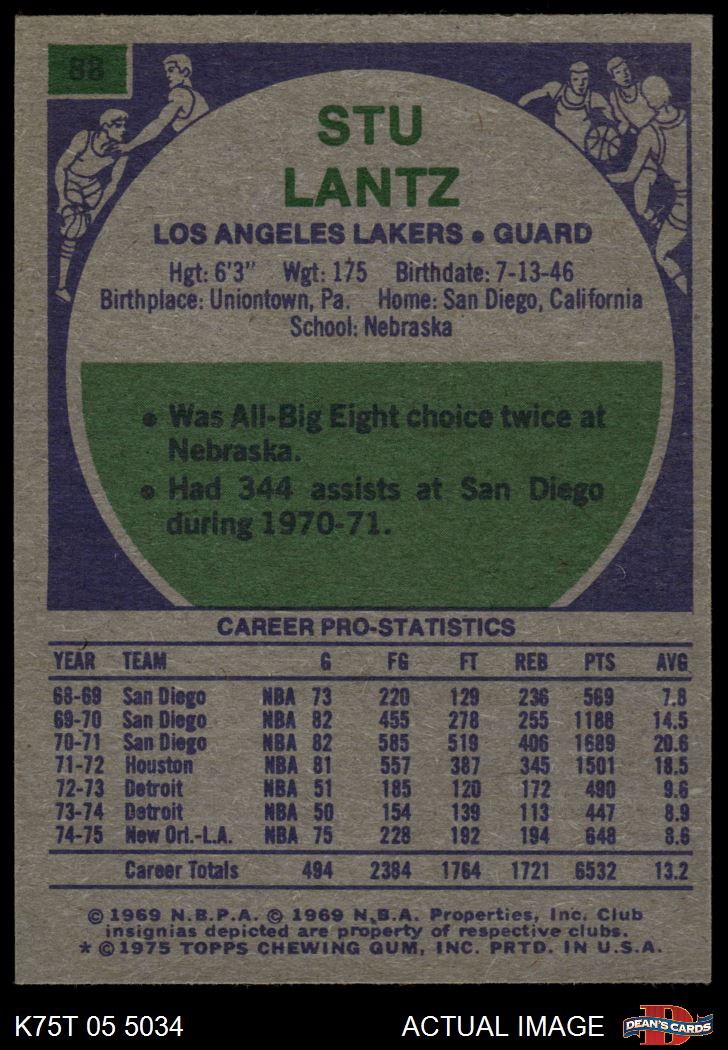 88
STU
LANTZ
LOS ANGELES LAKERS • GUARD
Hgt: 6'3" Wgt: 175 Birthdate: 7-13-46
Birthplace: Uniontown, Pa. Home: San Diego, California
School: Nebraska
• Was All-Big Eight choice twice at
Nebraska.
• Had 344 assists at San Diego
during 1970-71.
CAREER PRO-STATISTICS
YEAR TEAM G FG FT REB PTS AVG
68-69 San Diego NBA 73 220 129 236 569 7.8
69-70 San Diego NBA 82 455 278 255 1188 14.5
70-71 San Diego NBA 82 585 519 406 1689 20.6
71-72 Houston NBA 81 557 387 345 1501 18.5
72-73 Detroit NBA 51 185 120 172 490 9.6
73-74 Detroit NBA 50 154 139 113 447 8.9
74-75 New Orl.-L.A. NBA 75 228 192 194 648 8.6
Career Totals 494 2384 1764 1721 6532 13.2
© 1969 N.B.P.A. © 1969 N.B.A. Properties, Inc. Club
insignias depicted are property of respective clubs.
* © 1975 TOPPS CHEWING GUM, INC. PRTD. IN U.S.A.
K75T 05 5034 ACTUAL IMAGE D DEAN'S CARDS